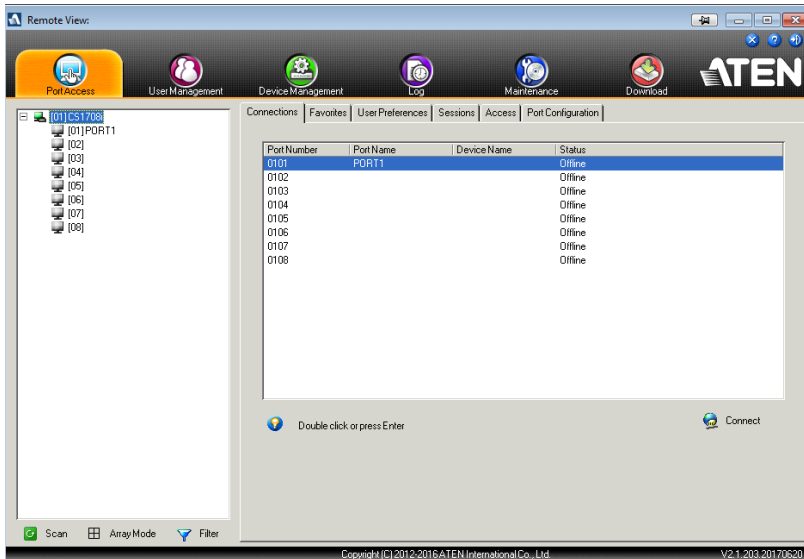 Remote View:
ATEN
Port Access
User Management
Device Management
Log
Maintenance
Download
[01]CS1708i
[01]PORT1
[02]
[03]
[04]
[05]
[06]
[07]
[08]
Connections Favorites User Preferences Sessions Access Port Configuration
Port Number Port Name Device Name Status
0101 PORT1 Offline
0102 Offline
0103 Offline
0104 Offline
0105 Offline
0106 Offline
0107 Offline
0108 Offline
Double click or press Enter
Connect
Scan Array Mode Filter
Copyright (C) 2012-2016 ATEN International Co., Ltd.
V2.1.203.20170620